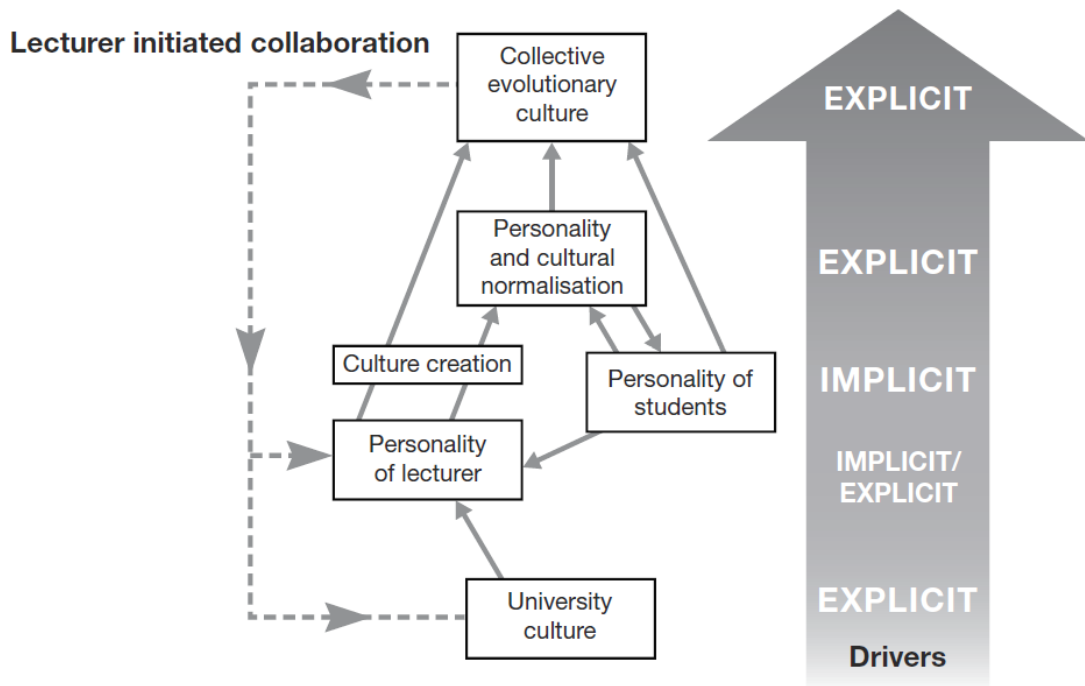 Lecturer initiated collaboration
Collective
evolutionary
culture
EXPLICIT
Personality
and cultural
normalisation
EXPLICIT
Culture creation
Personality of
students
IMPLICIT
Personality
of lecturer
IMPLICIT/
EXPLICIT
University
culture
EXPLICIT
Drivers